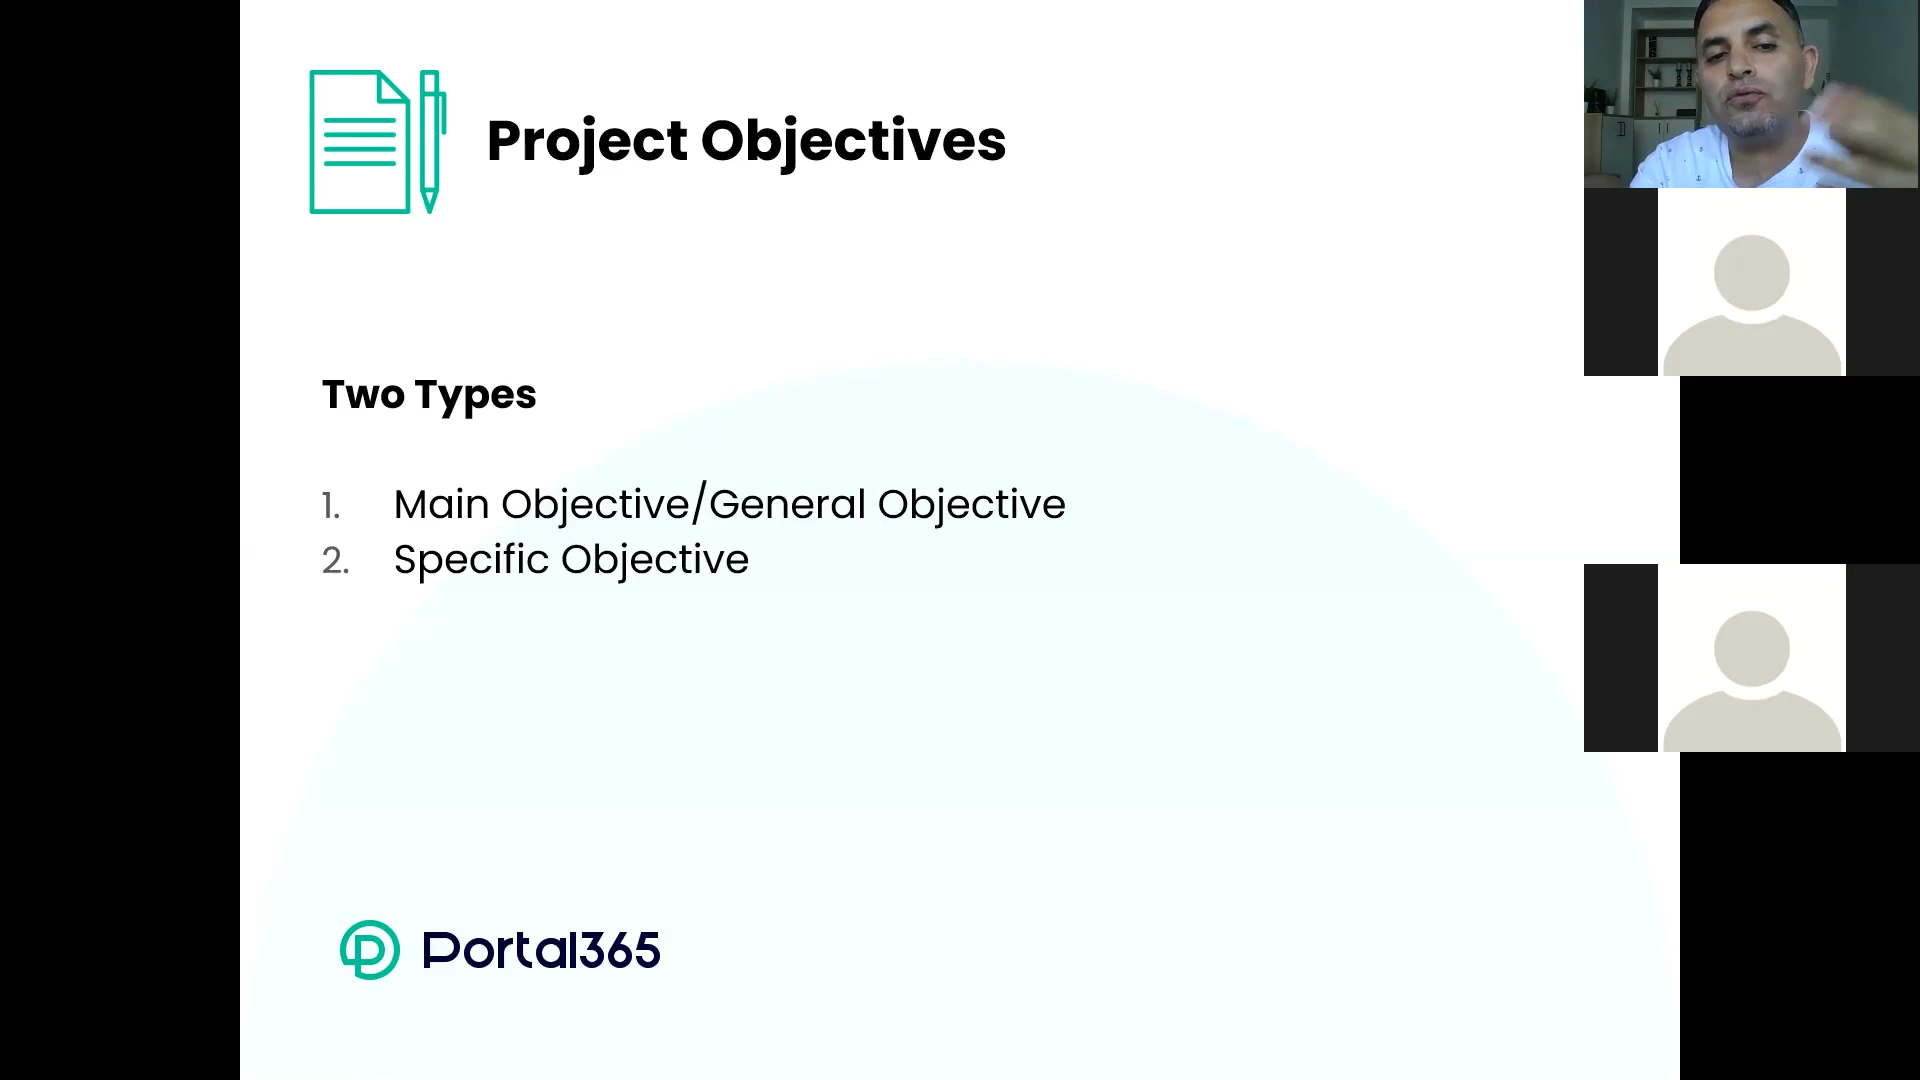 Project Objectives
Two Types
1. Main Objective/General Objective
2. Specific Objective
Portal365